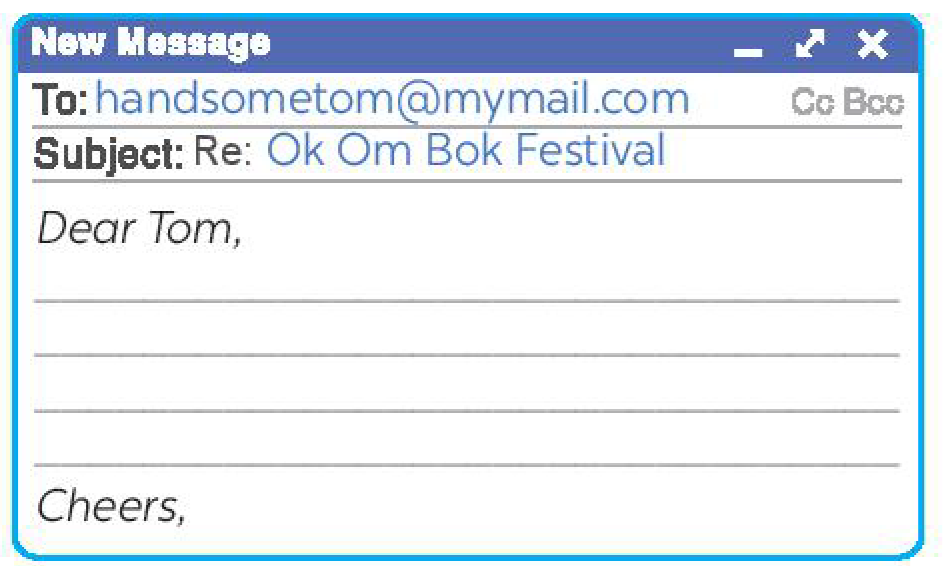 New Message
To: handsometom@mymail.com Cc Bcc
Subject: Re: Ok Om Bok Festival
Dear Tom,
Cheers,